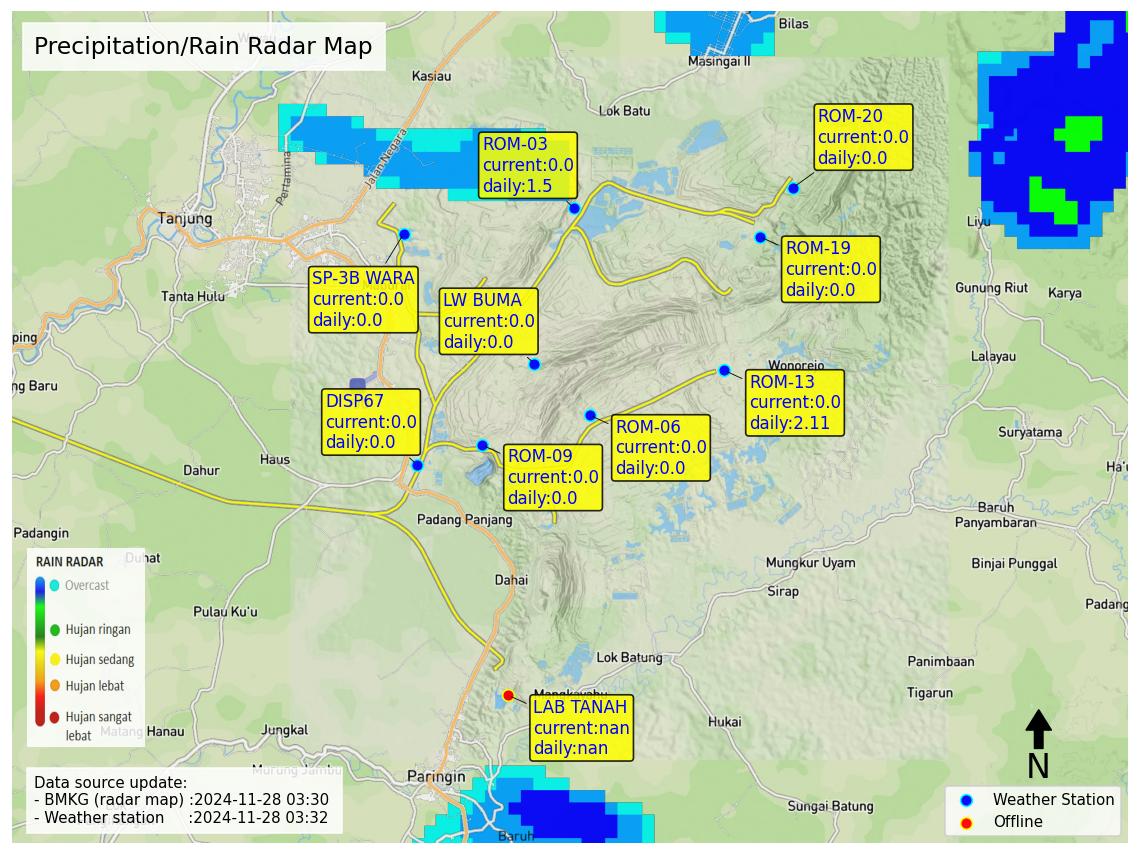 Precipitation/Rain Radar Map
Bilas
Masingai II
Kasiau
Lok Batu
ROM-20
current:0.0
daily:0.0
ROM-03
current:0.0
daily:1.5
Jalan Negara
Pertamina
Tanjung
Liyu
ROM-19
current:0.0
daily:0.0
SP-3B WARA
current:0.0
daily:0.0
LW BUMA
current:0.0
daily:0.0
Tanta Hulu
Gunung Riut
Karya
ping
Lalayau
Wonorejo
ng Baru
ROM-13
current:0.0
daily:2.11
DISP67
current:0.0
daily:0.0
ROM-06
current:0.0
daily:0.0
Suryatama
ROM-09
current:0.0
daily:0.0
Haus
Dahur
Ha'u
Baruh
Panyambaran
Padang Panjang
Padangin
Duhat
Mungkur Uyam
Binjai Punggal
Dahai
Sirap
Padang
Pulau Ku'u
RAIN RADAR
Overcast
Hujan ringan
Hujan sedang
Hujan lebat
Hujan sangat
lebat
Lok Batung
Panimbaan
Tigarun
Mangkayahu
LAB TANAH
current:nan
daily:nan
Hukai
Matang Hanau
Jungkal
Murung Jambu
Paringin
Sungai Batung
Baruh
N
Data source update:
- BMKG (radar map) :2024-11-28 03:30
- Weather station :2024-11-28 03:32
Weather Station
Offline